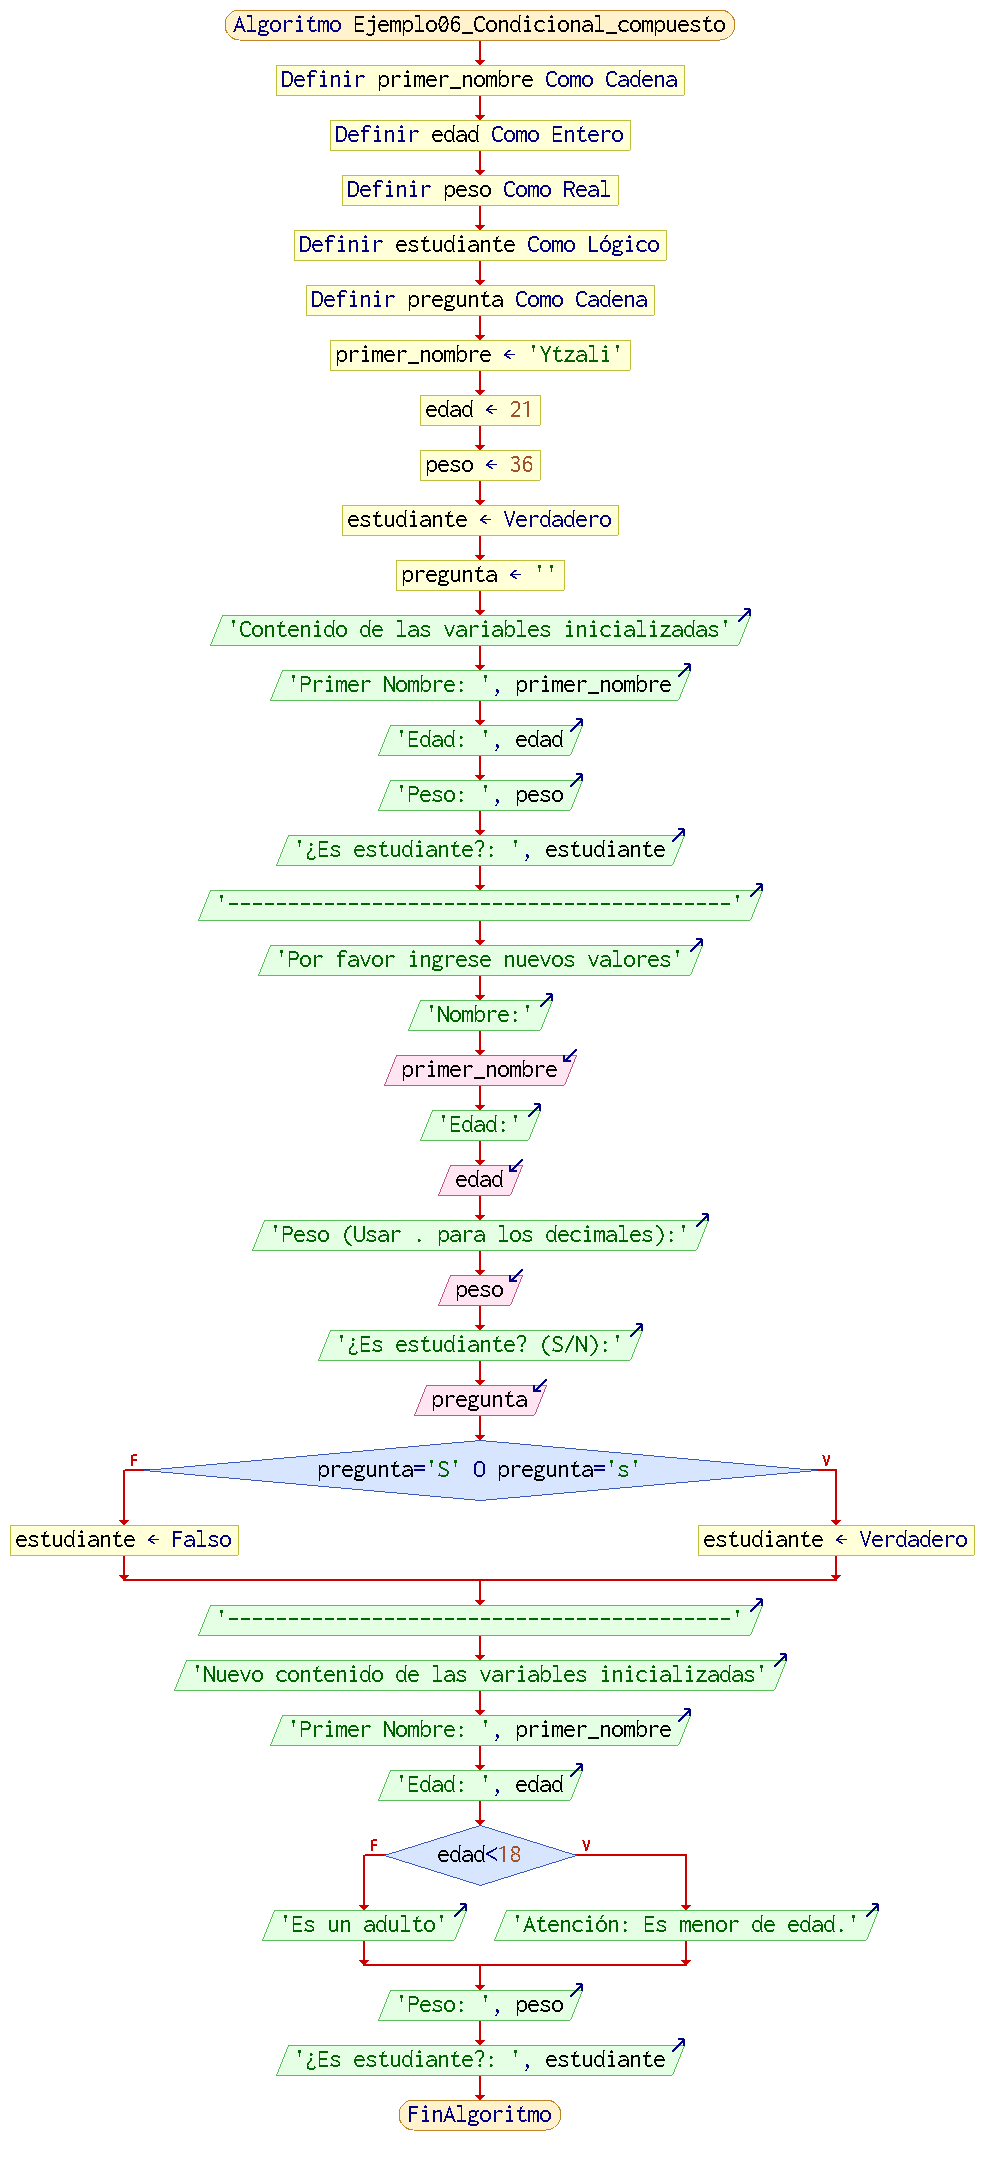 Algoritmo Ejemplo06_Condicional_compuesto
Definir primer_nombre Como Cadena
Definir edad Como Entero
Definir peso Como Real
Definir estudiante Como Lógico
Definir pregunta Como Cadena
primer_nombre ← 'Ytzali'
edad ← 21
peso ← 36
estudiante ← Verdadero
pregunta ← ''
'Contenido de las variables inicializadas'
'Primer Nombre: ', primer_nombre
'Edad: ', edad
'Peso: ', peso
'¿Es estudiante?: ', estudiante
'------------------------------------------'
'Por favor ingrese nuevos valores'
'Nombre:'
primer_nombre
'Edad:'
edad
'Peso (Usar . para los decimales):'
peso
'¿Es estudiante? (S/N):'
pregunta
F V
pregunta='S' O pregunta='s'
estudiante ← Falso estudiante ← Verdadero
'------------------------------------------'
'Nuevo contenido de las variables inicializadas'
'Primer Nombre: ', primer_nombre
'Edad: ', edad
F V
edad<18
'Es un adulto' 'Atención: Es menor de edad.'
'Peso: ', peso
'¿Es estudiante?: ', estudiante
FinAlgoritmo